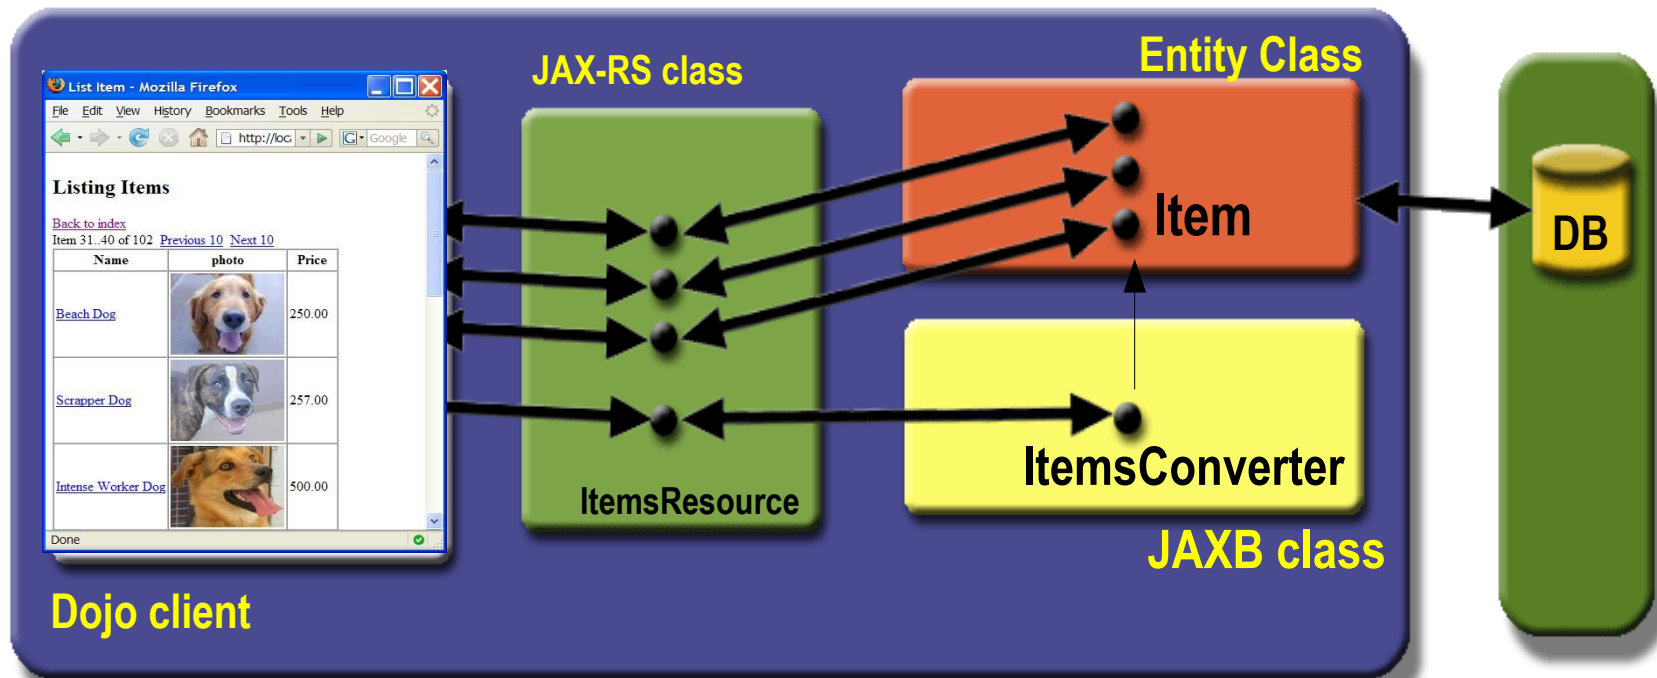 JAX-RS class
Entity Class
List Item - Mozilla Firefox
File Edit View History Bookmarks Tools Help
http://loca
G Google
Listing Items
Back to index
Item 31..40 of 102 Previous 10 Next 10
Name photo Price
Beach Dog 250.00
Scrapper Dog 257.00
Intense Worker Dog 500.00
Done
Dojo client
ItemsResource
Item
ItemsConverter
JAXB class
DB